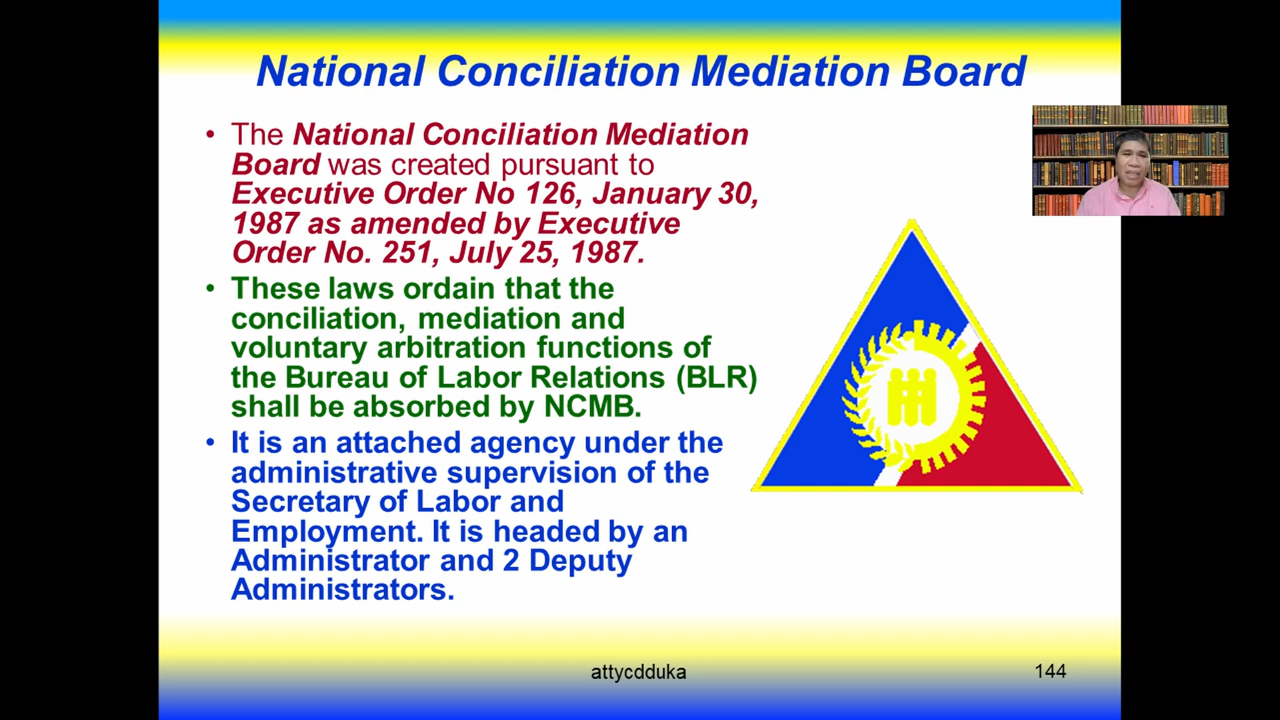 National Conciliation Mediation Board
• The National Conciliation Mediation
Board was created pursuant to
Executive Order No 126, January 30,
1987 as amended by Executive
Order No. 251, July 25, 1987.
• These laws ordain that the
conciliation, mediation and
voluntary arbitration functions of
the Bureau of Labor Relations (BLR)
shall be absorbed by NCMB.
• It is an attached agency under the
administrative supervision of the
Secretary of Labor and
Employment. It is headed by an
Administrator and 2 Deputy
Administrators.
attycdduka
144